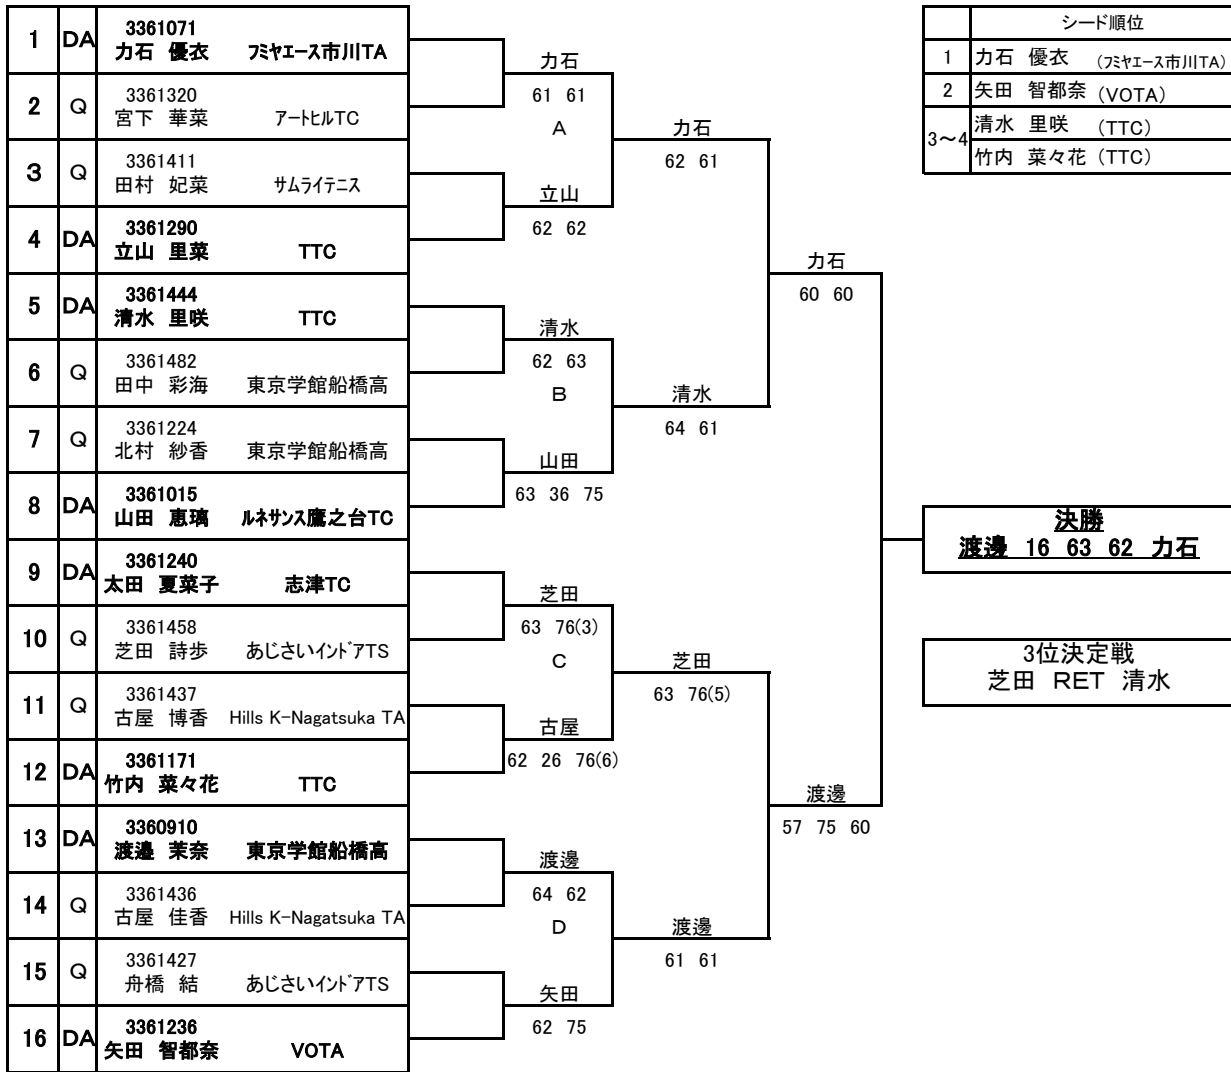 1 DA 3361071
力石 優衣 フミヤエース市川TA
2 Q 3361320
宮下 華菜 アートヒルTC
3 Q 3361411
田村 妃菜 サムライテニス
4 DA 3361290
立山 里菜 TTC
5 DA 3361444
清水 里咲 TTC
6 Q 3361482
田中 彩海 東京学館船橋高
7 Q 3361224
北村 紗香 東京学館船橋高
8 DA 3361015
山田 恵璃 ルネサンス鷹之台TC
9 DA 3361240
太田 夏菜子 志津TC
10 Q 3361458
芝田 詩歩 あじさいインドアTS
11 Q 3361437
古屋 博香 Hills K-Nagatsuka TA
12 DA 3361171
竹内 菜々花 TTC
13 DA 3360910
渡邉 茉奈 東京学館船橋高
14 Q 3361436
古屋 佳香 Hills K-Nagatsuka TA
15 Q 3361427
舟橋 結 あじさいインドアTS
16 DA 3361236
矢田 智都奈 VOTA
力石
61 61
A
立山
62 62
清水
62 63
B
山田
63 36 75
芝田
63 76(3)
C
古屋
62 26 76(6)
渡邊
64 62
D
矢田
62 75
力石
62 61
清水
64 61
芝田
63 76(5)
渡邊
61 61
力石
60 60
渡邊
57 75 60
シード順位
1 力石 優衣 (フミヤエース市川TA)
2 矢田 智都奈 (VOTA)
3～4 清水 里咲 (TTC)
竹内 菜々花 (TTC)
決勝
渡邊 16 63 62 力石
3位決定戦
芝田 RET 清水